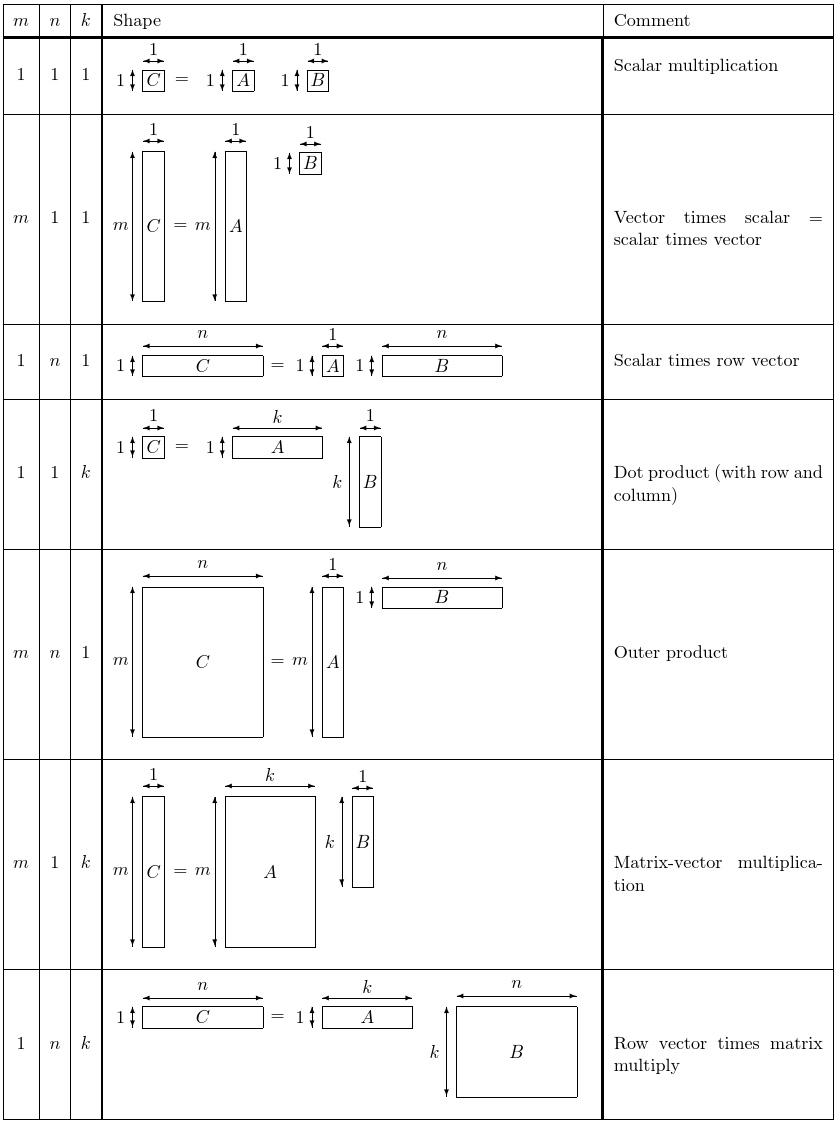 m n k Shape Comment
1 1 1
1 1 1 C = 1 A 1 B Scalar multiplication
1 1 1
m 1 1 m C = m A 1 B Vector times scalar =
scalar times vector
n 1 n
1 n 1 1 C = 1 A 1 B Scalar times row vector
1 k 1
1 C = 1 A
1 1 k k B Dot product (with row and
column)
n 1 n
1 B
m n 1 m C = m A Outer product
1 k 1
k B
m 1 k m C = m A Matrix-vector multiplica-
tion
n k n
1 C = 1 A
1 n k k B Row vector times matrix
multiply